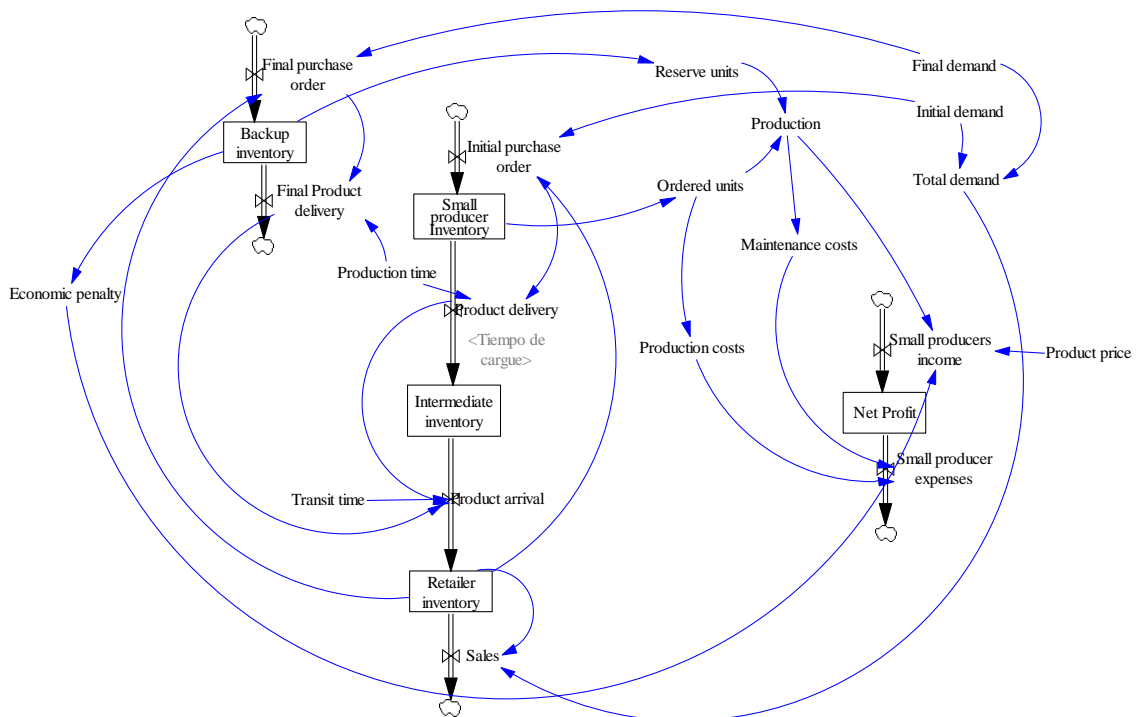 Final purchase
order
Reserve units
Final demand
Initial demand
Backup
inventory
Production
Initial purchase
order
Total demand
Final Product
delivery
Ordered units
Small
producer
Inventory
Maintenance costs
Production time
Economic penalty
Product delivery
<Tiempo de
cargue>
Production costs
Small producers
income
Product price
Intermediate
inventory
Net Profit
Small producer
expenses
Transit time
Product arrival
Retailer
inventory
Sales